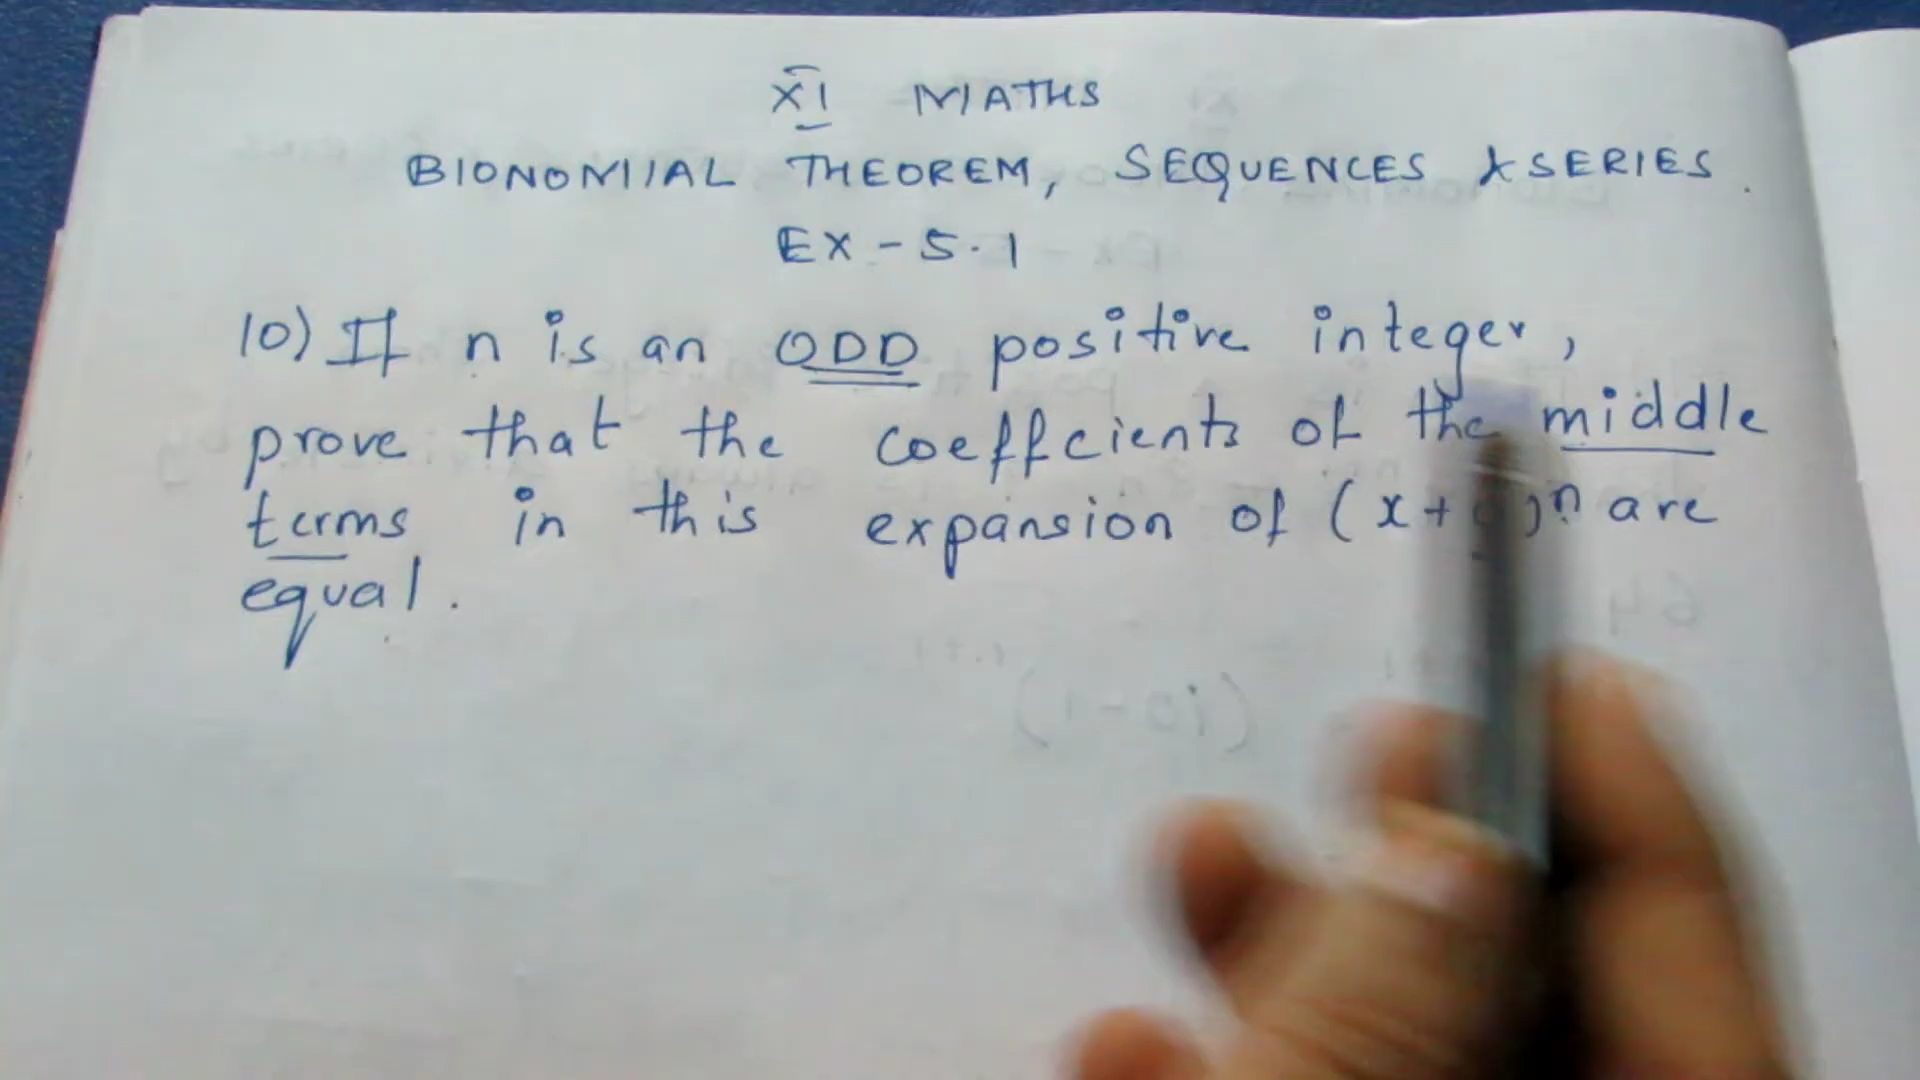 XI MATHS
BIONOMIAL THEOREM, SEQUENCES & SERIES.
EX - 5.1
10) If n is an ODD positive integer,
prove that the coeffcients of the middle
terms in this expansion of (x+ )n are
equal.